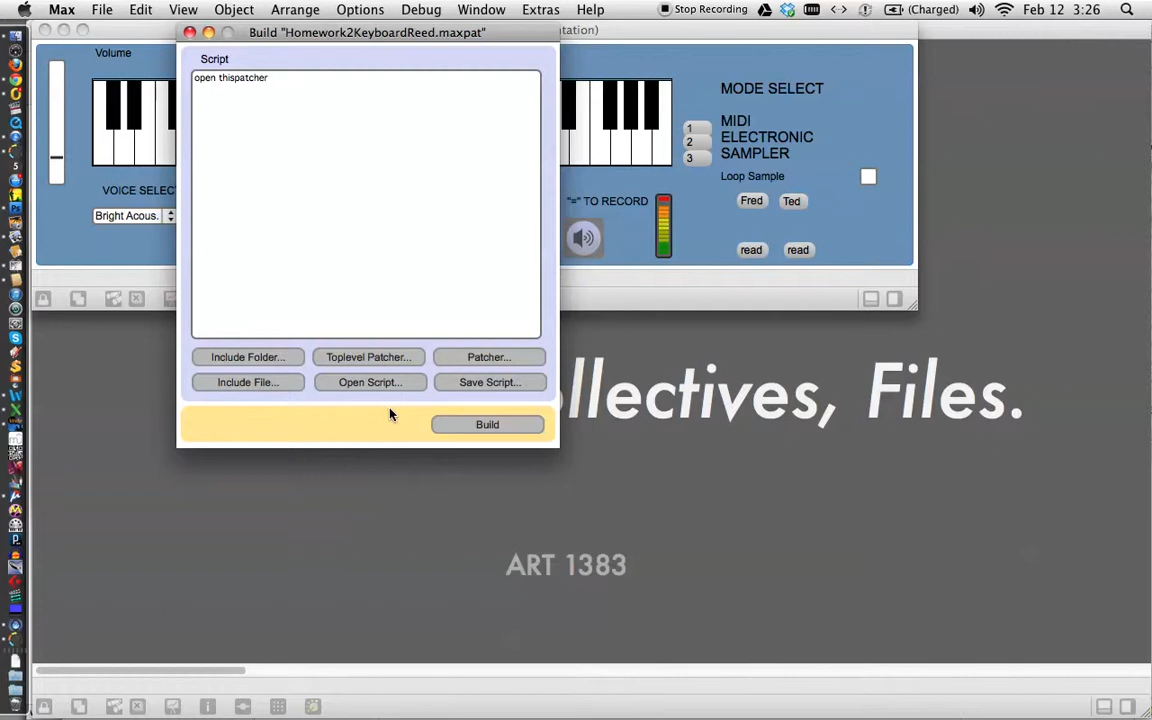 Max File Edit View Object Arrange Options Debug Window Extras Help Stop Recording (Charged) Feb 12 3:26
Build "Homework2KeyboardReed.maxpat"
ntation)
Script
open thispatcher
Volume
MODE SELECT
1 MIDI
2 ELECTRONIC
3 SAMPLER
Loop Sample
VOICE SELECT
"=" TO RECORD
Fred Ted
Bright Acous.
read read
Include Folder... Toplevel Patcher... Patcher...
Include File... Open Script... Save Script...
Build
ollectives, Files.
ART 1383